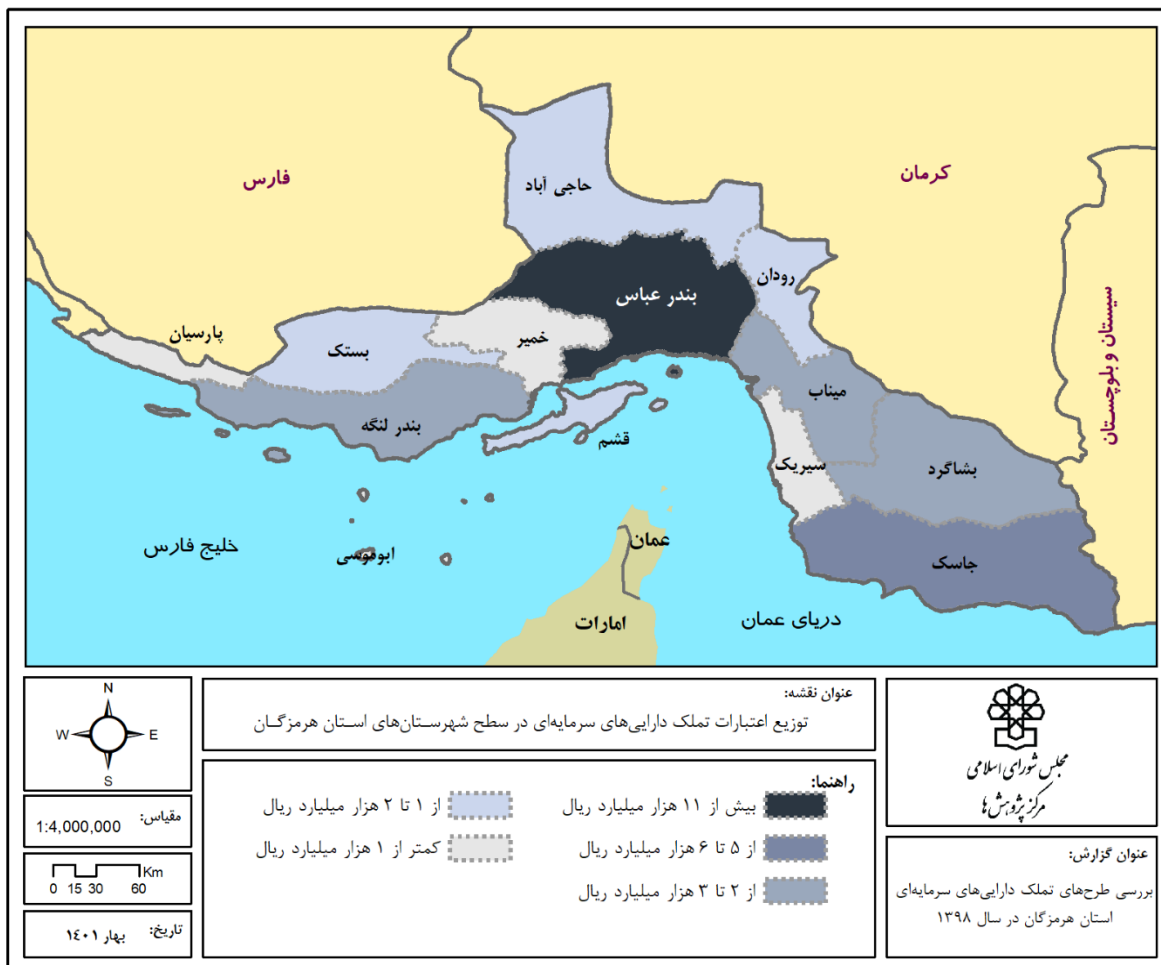 حاجی آباد
کرمان
فارس
رودان
بندر عباس
سیستان و بلوچستان
پارسیان
خمیر
بستک
میناب
بندر لنگه
قشم
سیریک
بشاگرد
خلیج فارس
ابوموسی
عمان
جاسک
امارات
دریای عمان
عنوان نقشه:
توزیع اعتبارات تملک دارایی‌های سرمایه‌ای در سطح شهرستان‌های استان هرمزگان
راهنما:
بیش از ۱۱ هزار میلیارد ریال
از ۵ تا ۶ هزار میلیارد ریال
از ۲ تا ۳ هزار میلیارد ریال
از ۱ تا ۲ هزار میلیارد ریال
کمتر از ۱ هزار میلیارد ریال
مجلس شورای اسلامی
مرکز پژوهش‌ها
عنوان گزارش:
بررسی طرح‌های تملک دارایی‌های سرمایه‌ای
استان هرمزگان در سال ۱۳۹۸
N
W E
S
مقیاس: 1:4,000,000
Km
0 15 30 60
تاریخ: بهار ۱٤۰۱